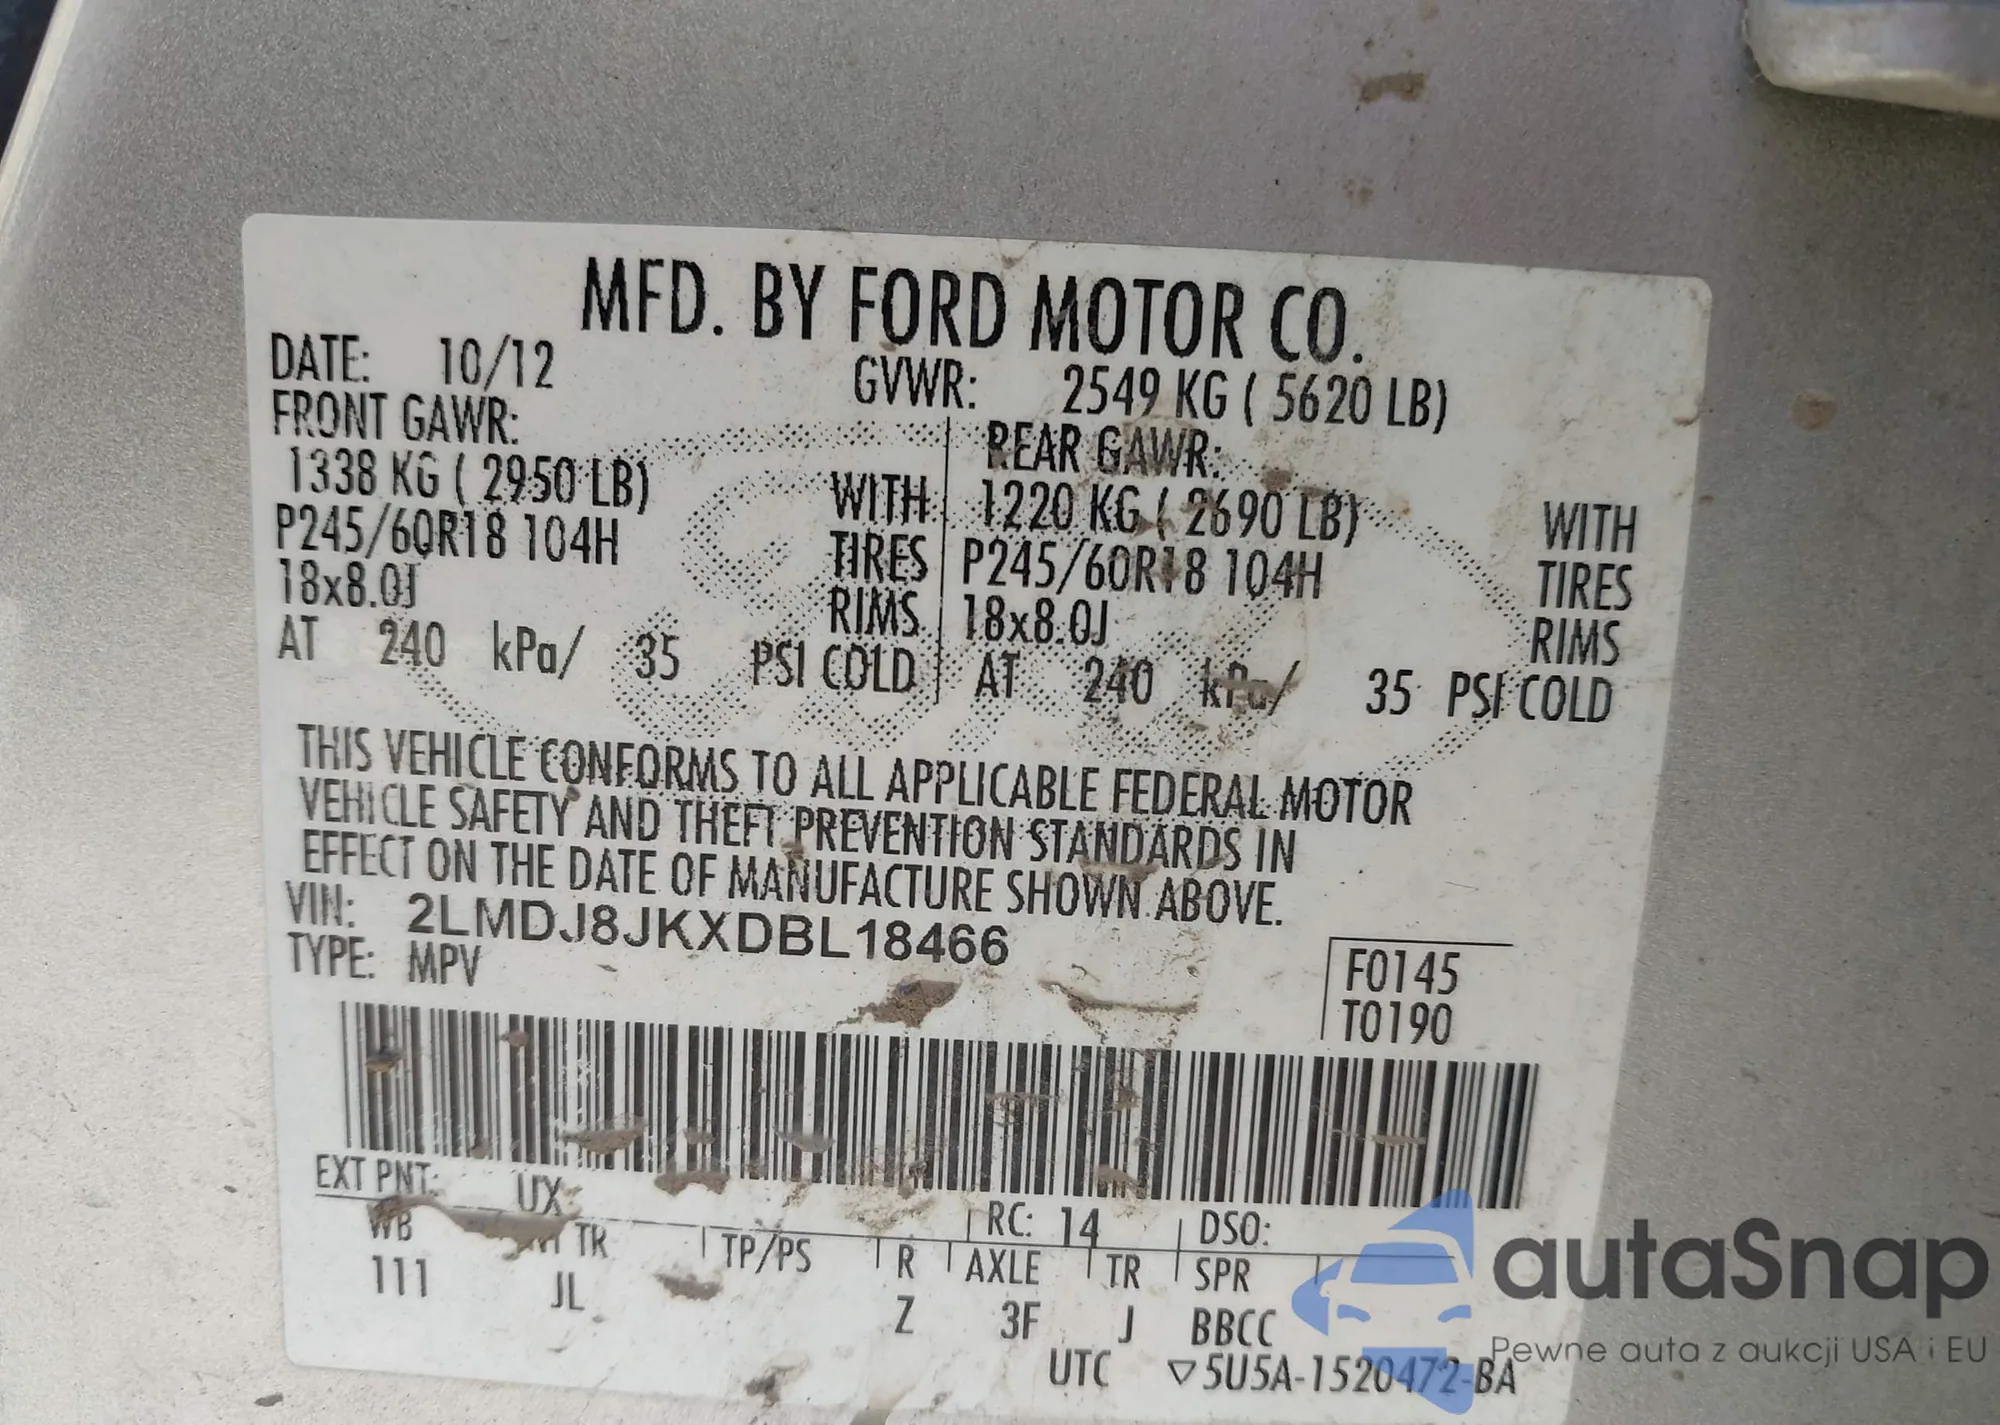 MFD. BY FORD MOTOR CO.
DATE: 10/12 GVWR: 2549 KG ( 5620 LB)
FRONT GAWR: REAR GAWR:
1338 KG ( 2950 LB) WITH 1220 KG ( 2690 LB) WITH
P245/60R18 104H TIRES P245/60R18 104H TIRES
18x8.0J RIMS 18x8.0J RIMS
AT 240 kPa/ 35 PSI COLD AT 240 kPa/ 35 PSI COLD
THIS VEHICLE CONFORMS TO ALL APPLICABLE FEDERAL MOTOR
VEHICLE SAFETY AND THEFT PREVENTION STANDARDS IN
EFFECT ON THE DATE OF MANUFACTURE SHOWN ABOVE.
VIN: 2LMDJ8JKXDBL18466
TYPE: MPV
F0145
T0190
EXT PNT: UX RC: 14 DSO:
WB TR TP/PS R AXLE TR SPR
111 JL Z 3F J BBCC
UTC ▽5U5A-1520472-BA
autoSnap
Pewne auta z aukcji USA i EU